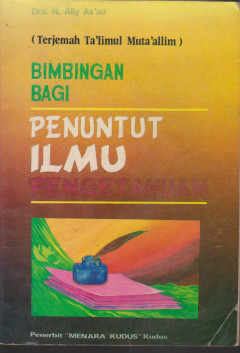 Drs. H. Aliy As'ad
(Terjemah Ta'limul Muta'allim)
BIMBINGAN
BAGI
PENUNTUT
ILMU
PENGETAHUAN
Penerbit "MENARA KUDUS" Kudus